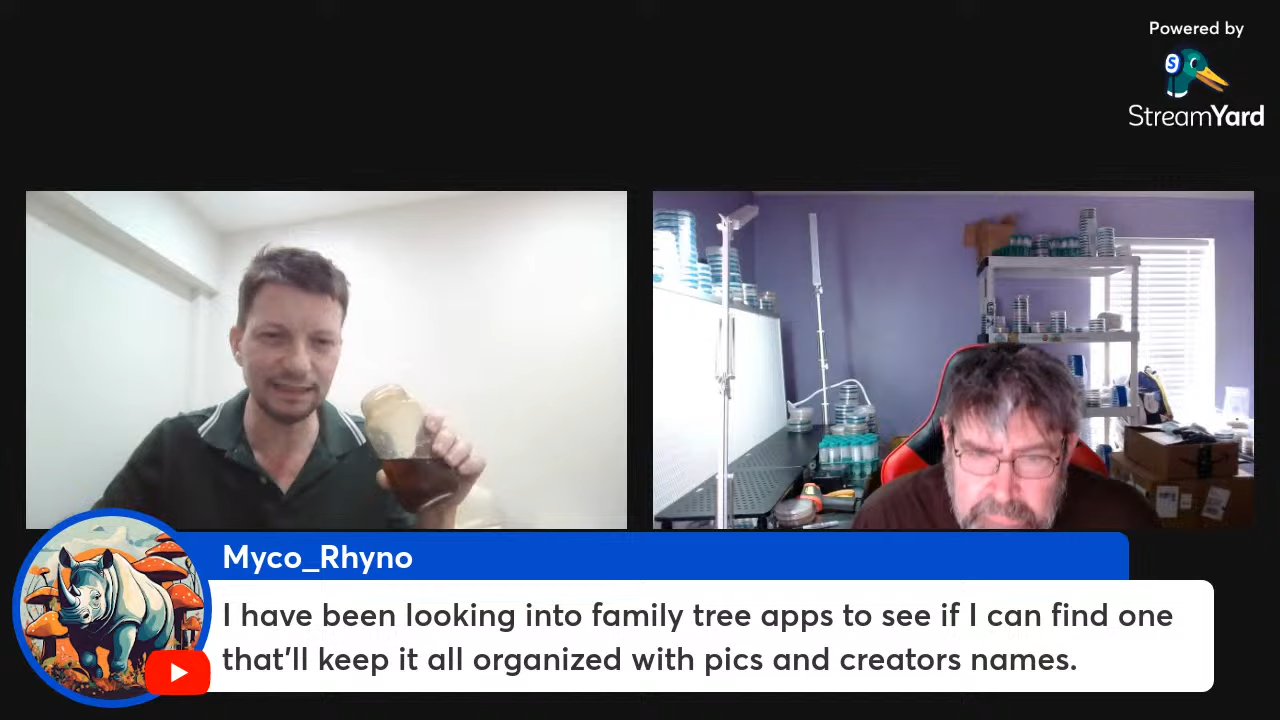 Powered by
S
StreamYard
Myco_Rhyno
I have been looking into family tree apps to see if I can find one
that'll keep it all organized with pics and creators names.